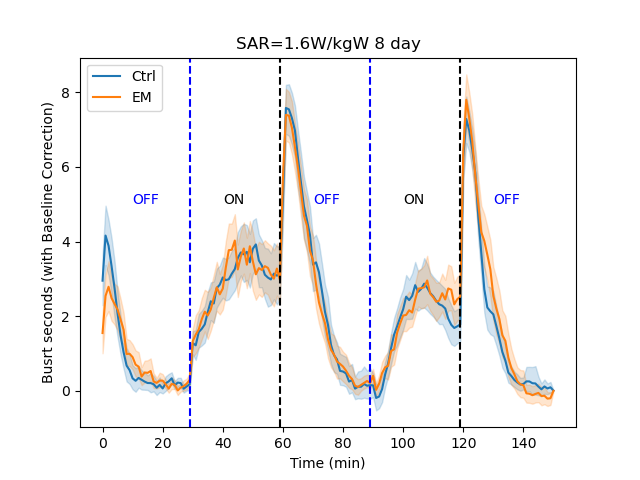 SAR=1.6W/kgW 8 day
Ctrl
EM
OFF
ON
OFF
ON
OFF
8
6
4
2
0
Busrt seconds (with Baseline Correction)
0 20 40 60 80 100 120 140
Time (min)